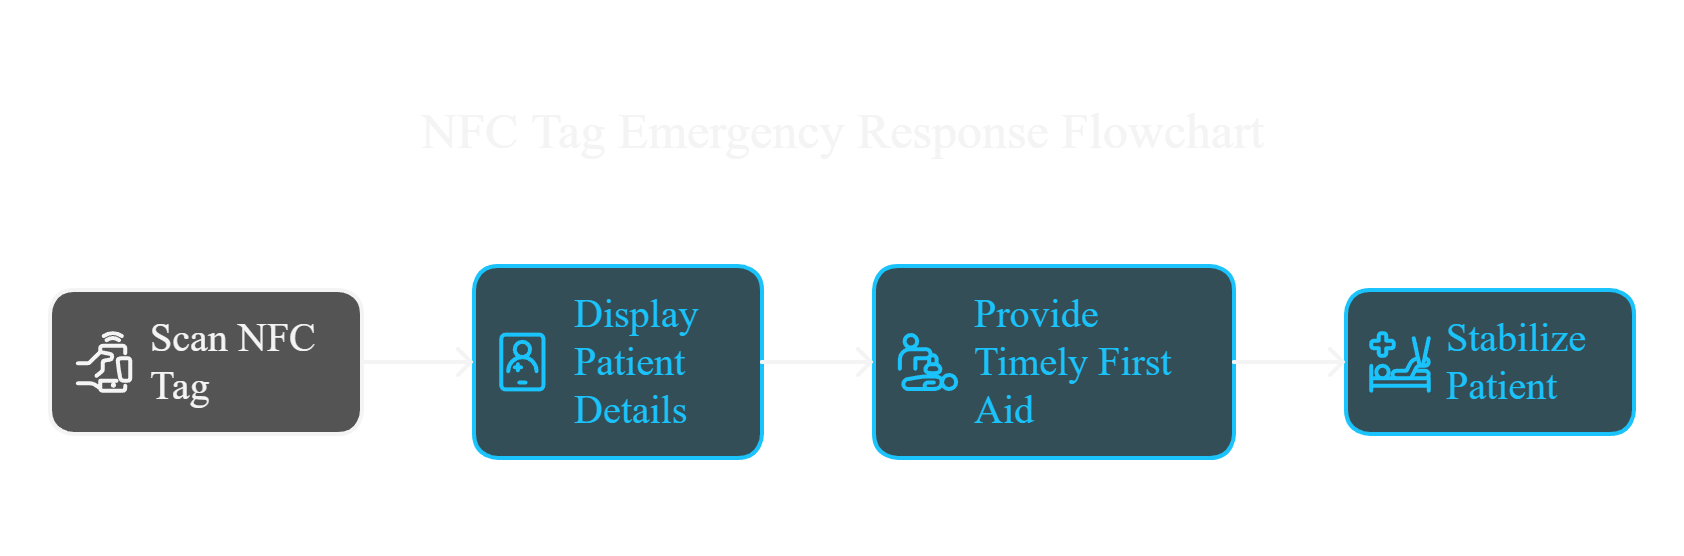 NFC Tag Emergency Response Flowchart
Scan NFC
Tag
Display
Patient
Details
Provide
Timely First
Aid
Stabilize
Patient